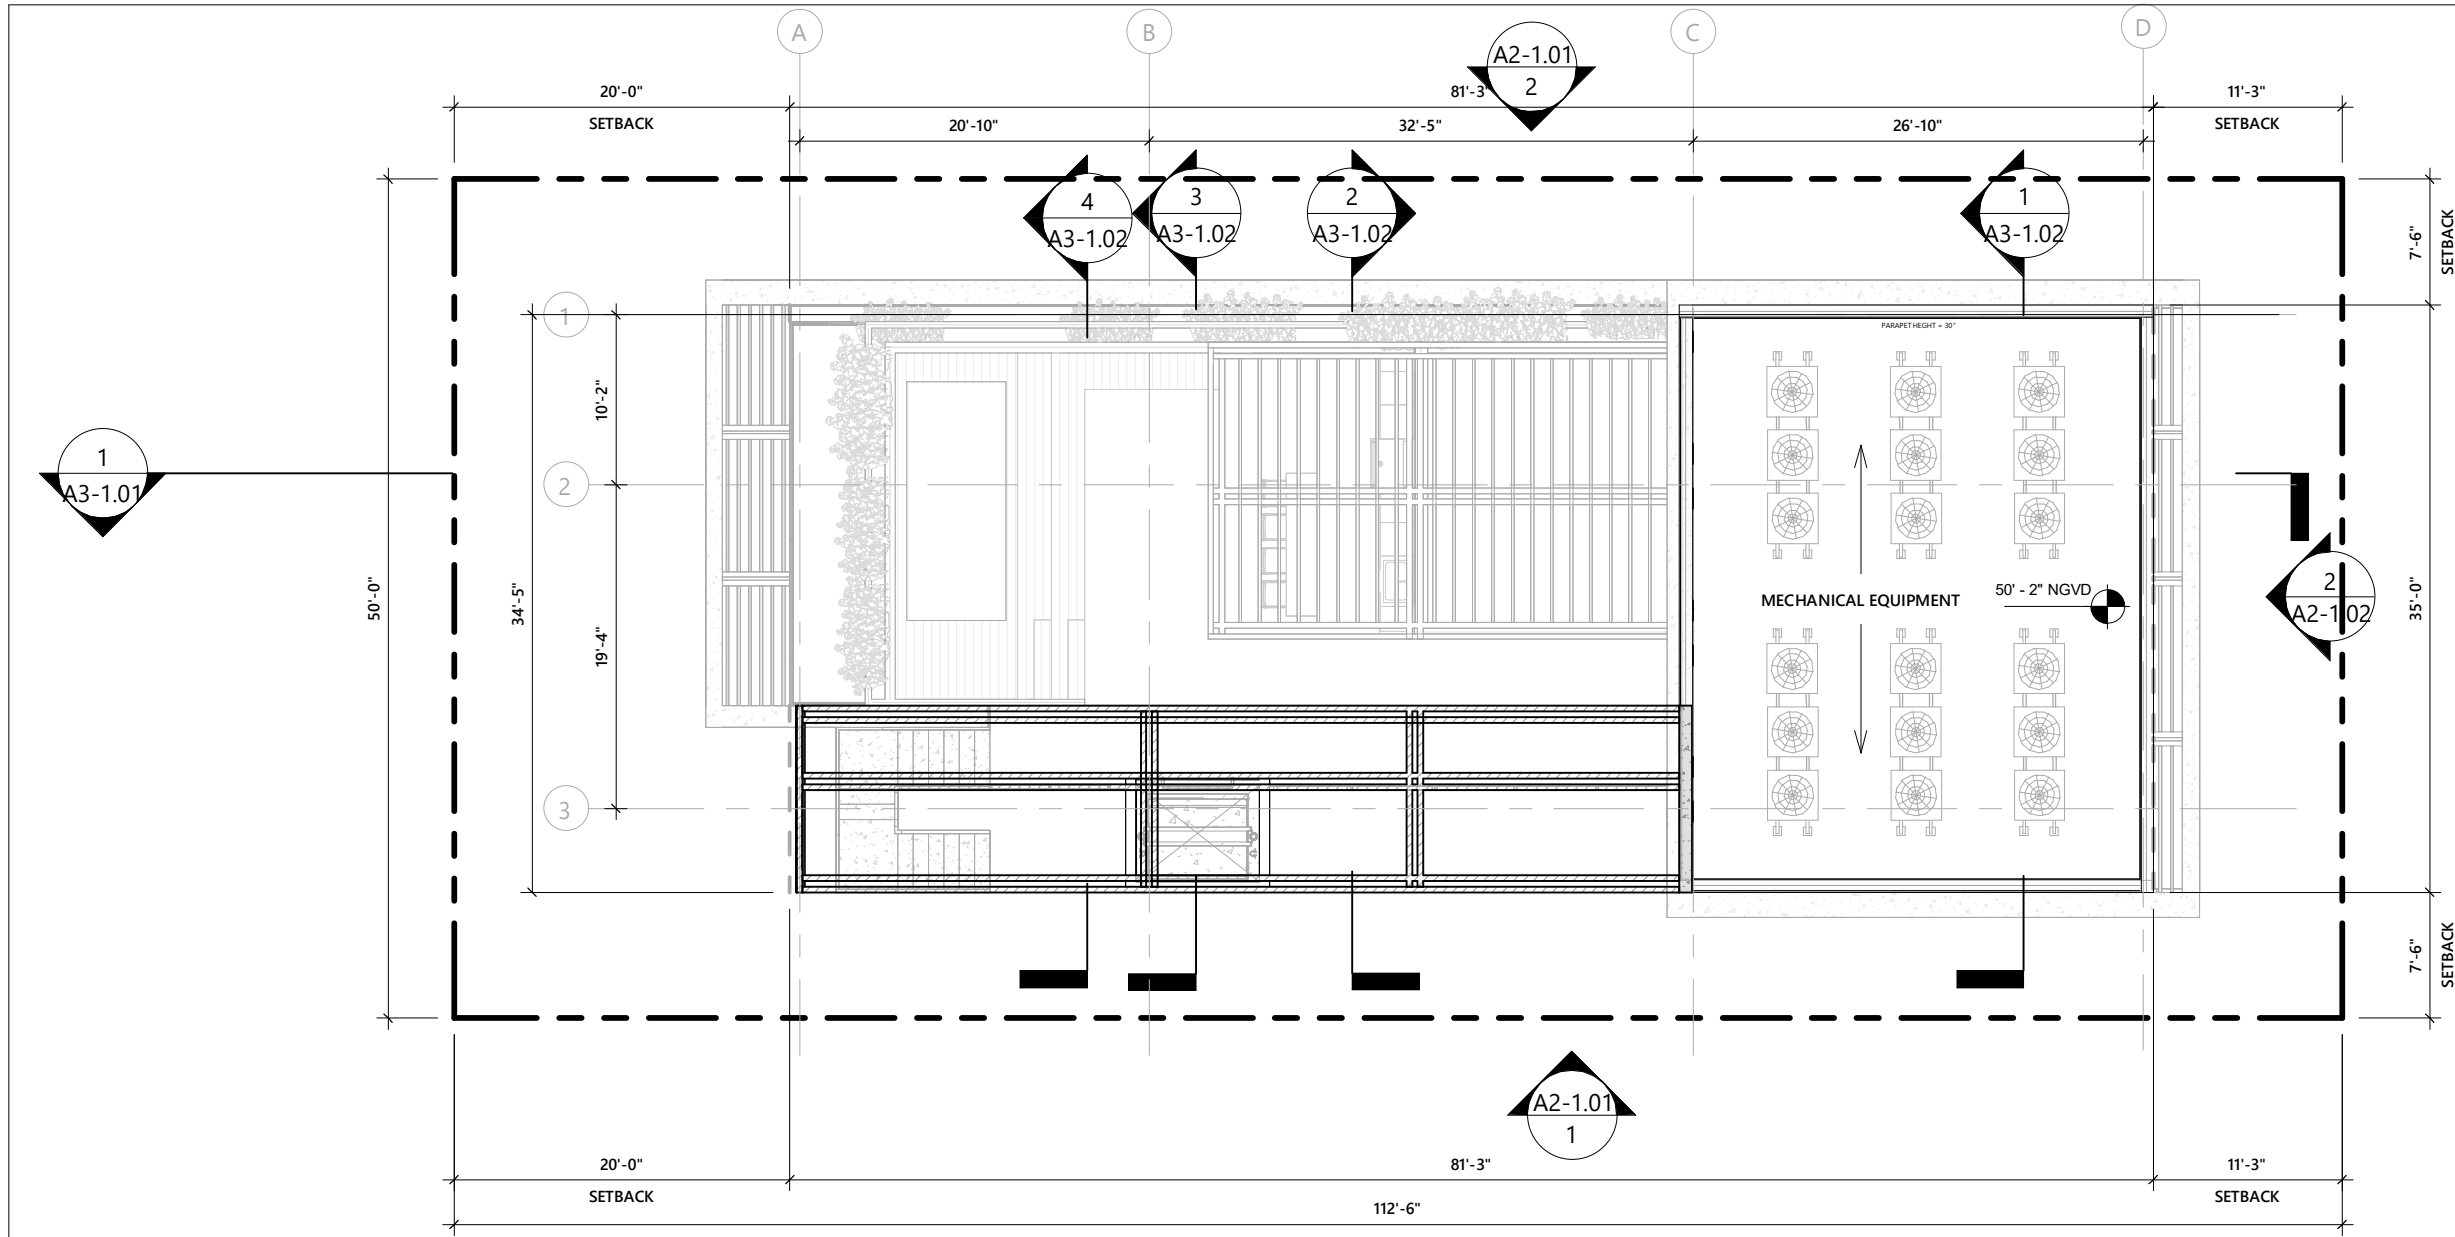 A
B
C
D
A2-1.01
2
20'-0"
81'-3"
11'-3"
SETBACK
SETBACK
20'-10"
32'-5"
26'-10"
4
A3-1.02
3
A3-1.02
2
A3-1.02
1
A3-1.02
7'-6"
SETBACK
1
PARAPET HEGHT = 30"
10'-2"
1
A3-1.01
2
50'-0"
34'-5"
19'-4"
MECHANICAL EQUIPMENT
50' - 2" NGVD
2
A2-1.02
35'-0"
3
7'-6"
SETBACK
A2-1.01
1
20'-0"
81'-3"
11'-3"
SETBACK
SETBACK
112'-6"